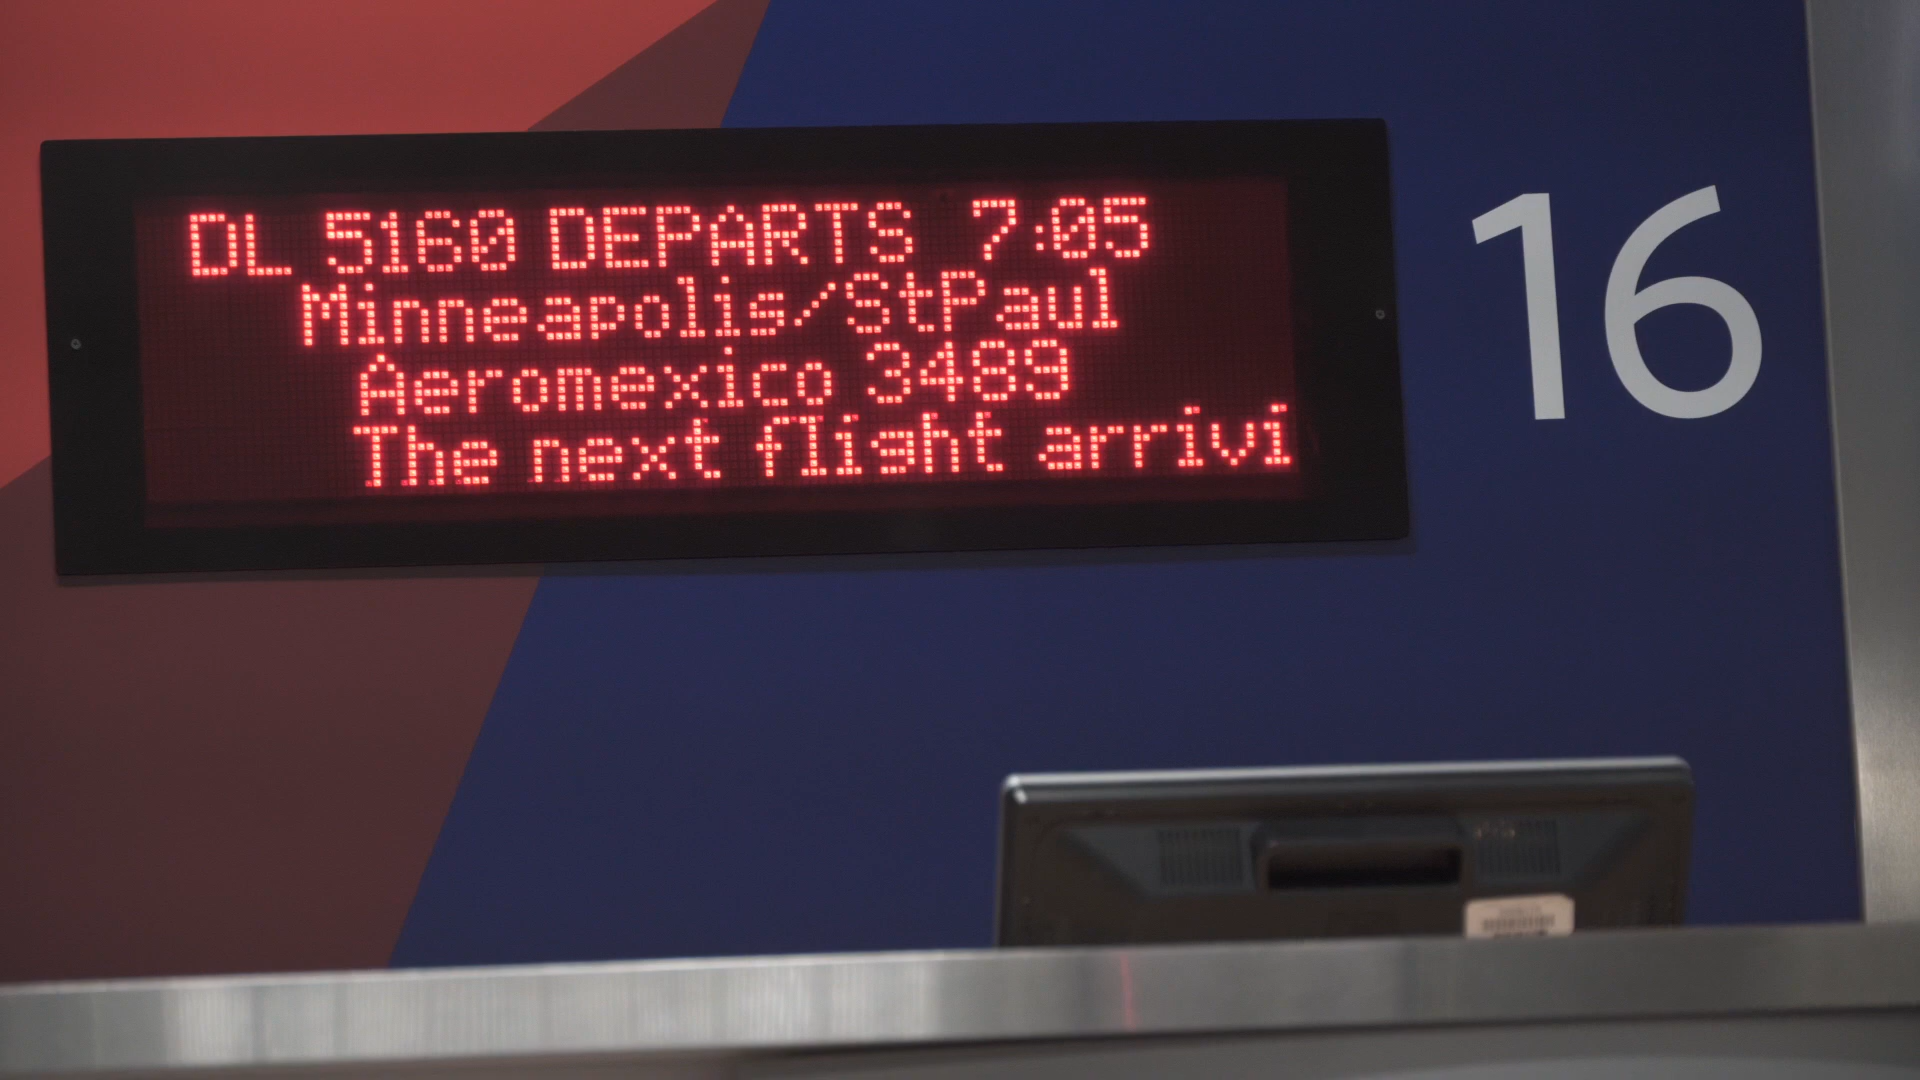 DL 5160 DEPARTS 7:05
Minneapolis/StPaul
Aeromexico 3489
The next flight arrivi
16